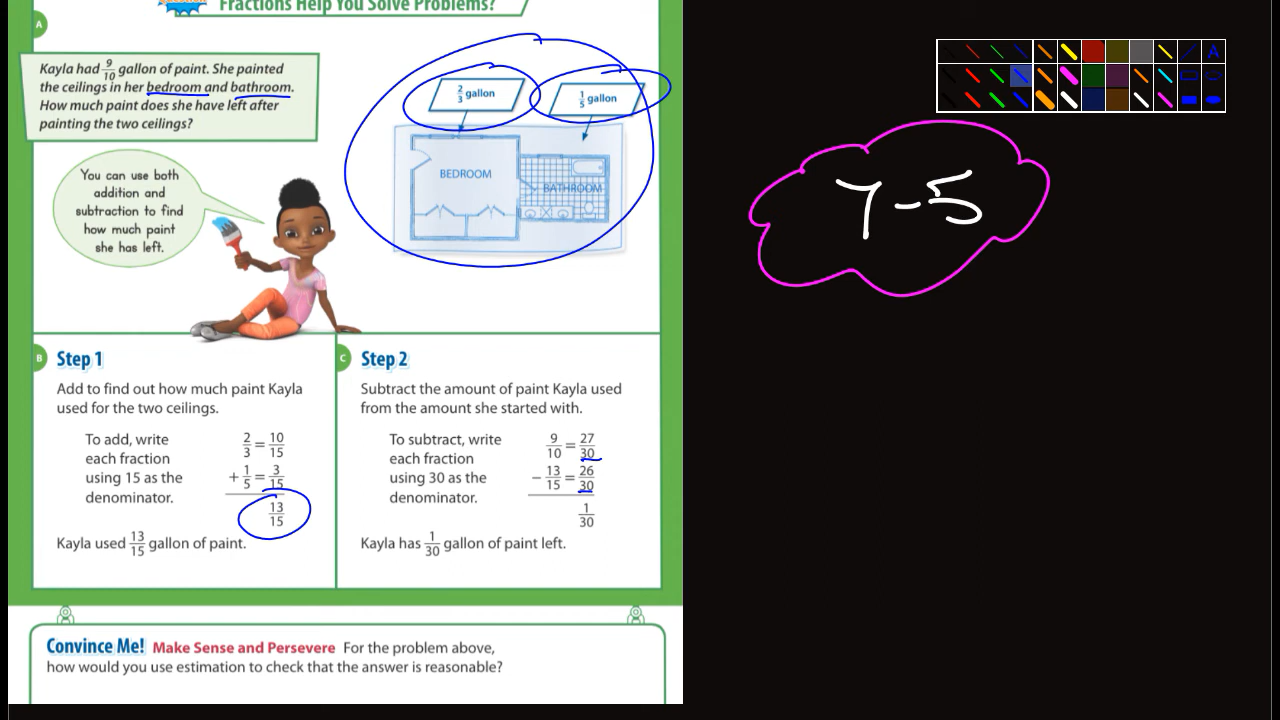 Fractions Help You Solve Problems?
A
Kayla had 9/10 gallon of paint. She painted
the ceilings in her bedroom and bathroom.
How much paint does she have left after
painting the two ceilings?
2/3 gallon
1/5 gallon
BEDROOM
BATHROOM
You can use both
addition and
subtraction to find
how much paint
she has left.
7-5
A
B
Step 1
Add to find out how much paint Kayla
used for the two ceilings.
To add, write
each fraction
using 15 as the
denominator.
2/3 = 10/15
+ 1/5 = 3/15
13/15
Kayla used 13/15 gallon of paint.
C
Step 2
Subtract the amount of paint Kayla used
from the amount she started with.
To subtract, write
each fraction
using 30 as the
denominator.
9/10 = 27/30
− 13/15 = 26/30
1/30
Kayla has 1/30 gallon of paint left.
Convince Me! Make Sense and Persevere For the problem above,
how would you use estimation to check that the answer is reasonable?